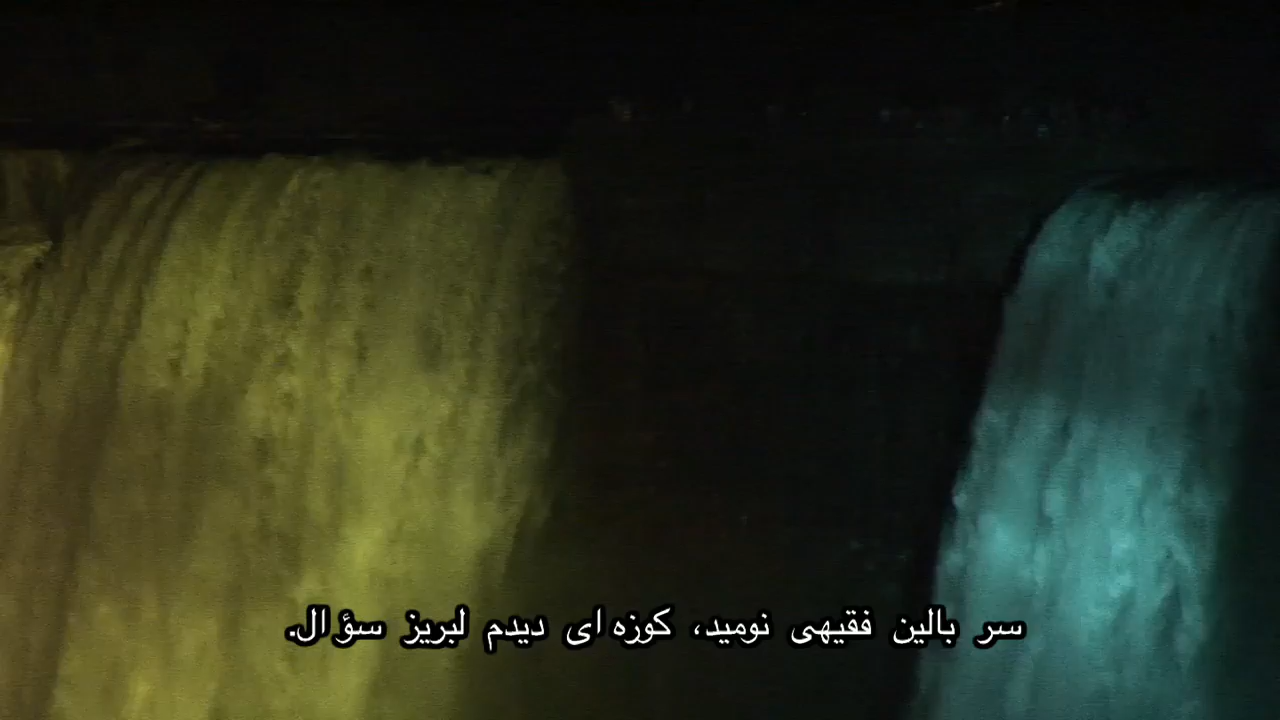 سر بالین فقیهی نومید، کوزه ای دیدم لبریز سؤال.